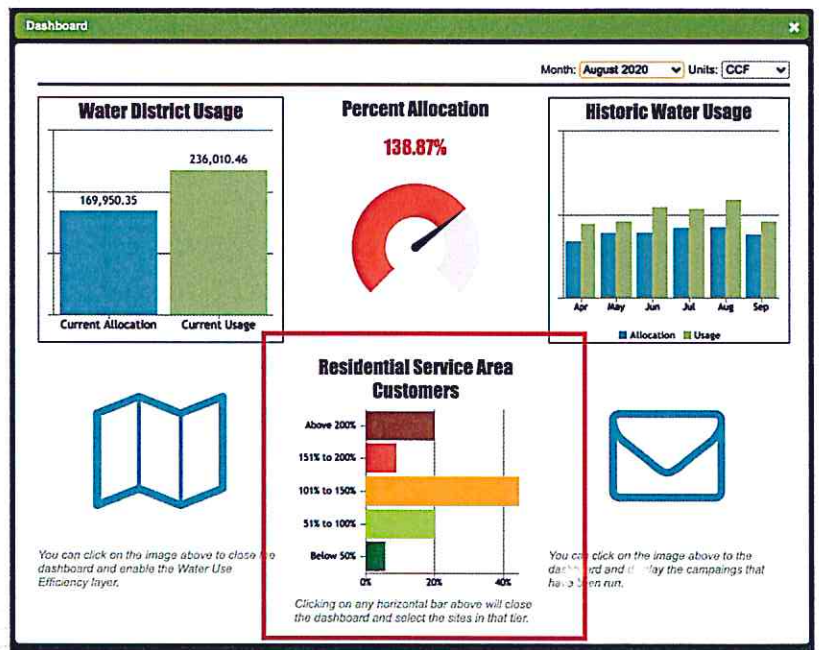 Dashboard
Month: August 2020 Units: CCF
Water District Usage
236,010.46
169,950.35
Current Allocation Current Usage
Percent Allocation
138.87%
Historic Water Usage
Apr May Jun Jul Aug Sep
Allocation Usage
Residential Service Area
Customers
Above 200%
151% to 200%
101% to 150%
51% to 100%
Below 50%
0% 20% 40%
Clicking on any horizontal bar above will close
the dashboard and select the sites in that tier.
You can click on the image above to close the
dashboard and enable the Water Use
Efficiency layer.
You can click on the image above to the
and the campaings that
been run.